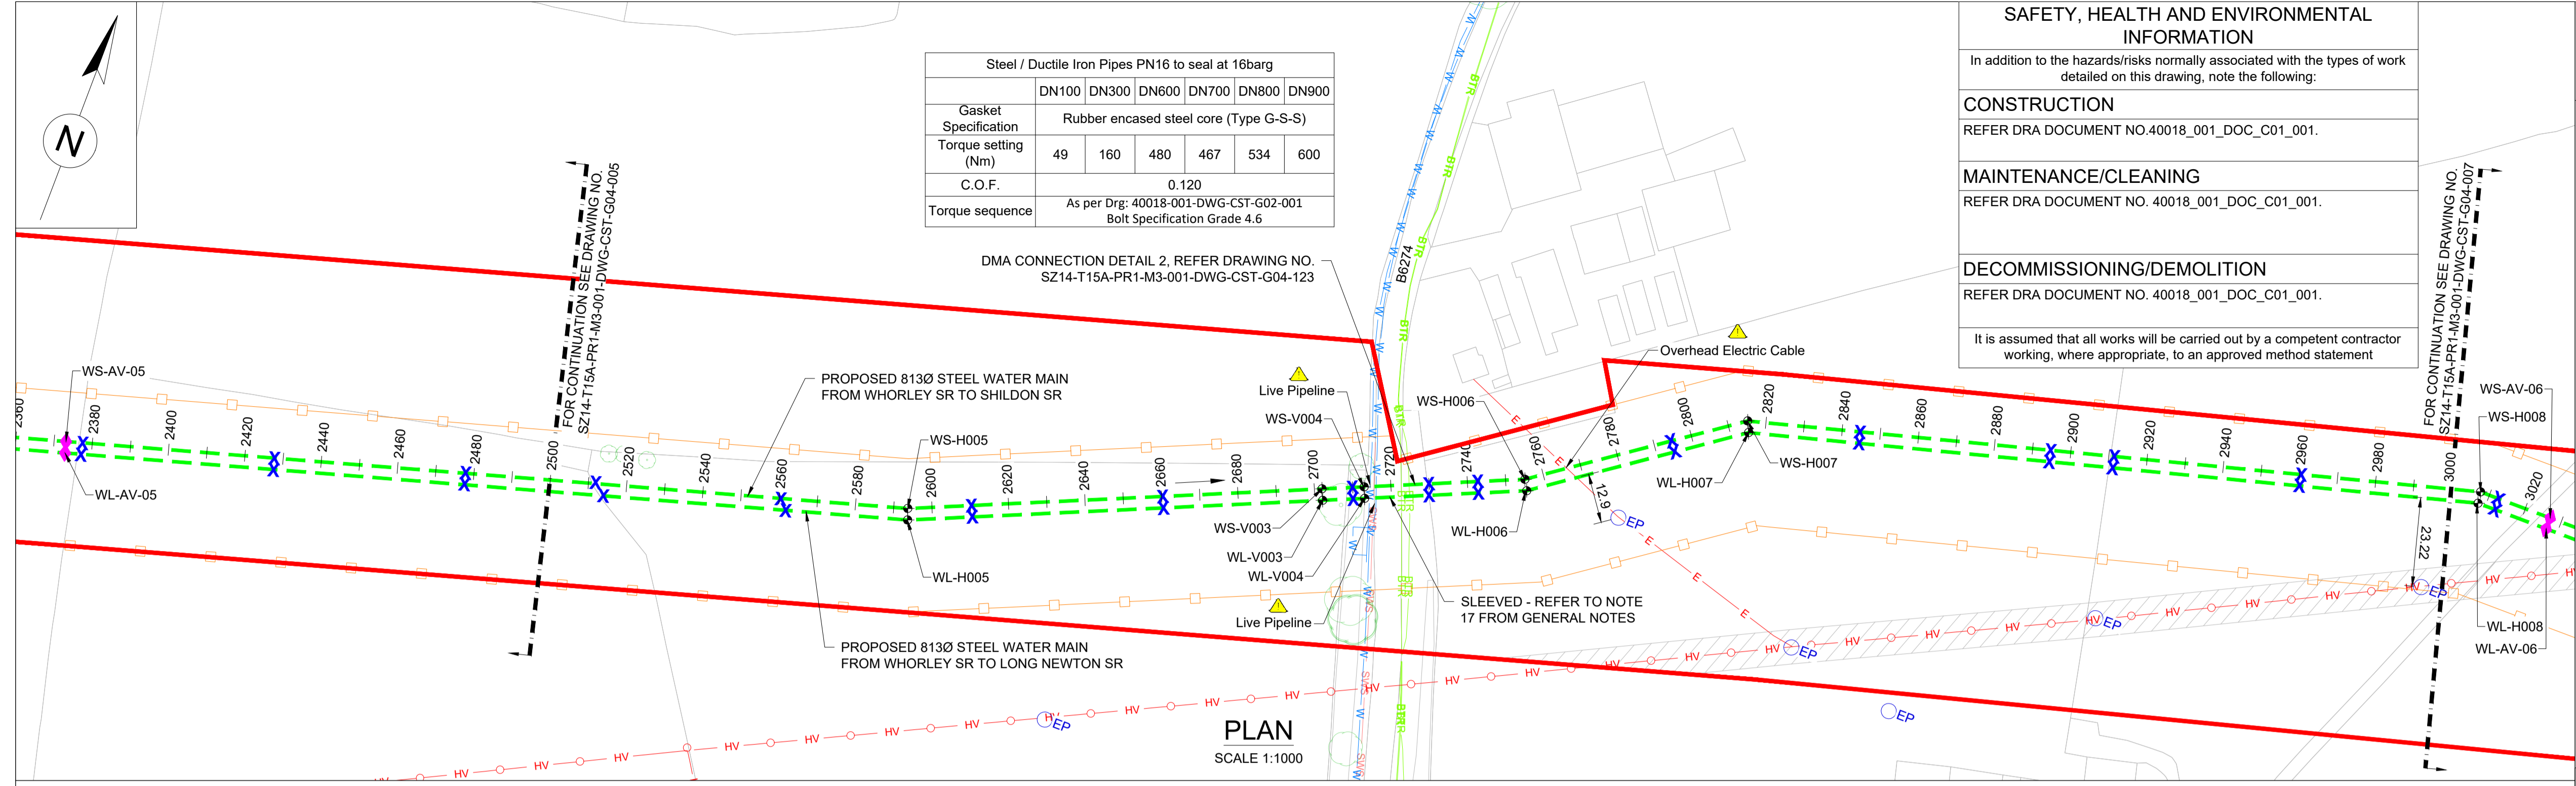 SAFETY, HEALTH AND ENVIRONMENTAL
INFORMATION
In addition to the hazards/risks normally associated with the types of work
detailed on this drawing, note the following:
CONSTRUCTION
REFER DRA DOCUMENT NO.40018_001_DOC_C01_001.
MAINTENANCE/CLEANING
REFER DRA DOCUMENT NO. 40018_001_DOC_C01_001.
DECOMMISSIONING/DEMOLITION
REFER DRA DOCUMENT NO. 40018_001_DOC_C01_001.
It is assumed that all works will be carried out by a competent contractor
working, where appropriate, to an approved method statement
N
Steel / Ductile Iron Pipes PN16 to seal at 16barg
DN100 DN300 DN600 DN700 DN800 DN900
Gasket
Specification
Rubber encased steel core (Type G-S-S)
Torque setting
(Nm)
49 160 480 467 534 600
C.O.F.
0.120
Torque sequence
As per Drg: 40018-001-DWG-CST-G02-001
Bolt Specification Grade 4.6
FOR CONTINUATION SEE DRAWING NO.
SZ14-T15A-PR1-M3-001-DWG-CST-G04-005
DMA CONNECTION DETAIL 2, REFER DRAWING NO.
SZ14-T15A-PR1-M3-001-DWG-CST-G04-123
B6274
FOR CONTINUATION SEE DRAWING NO.
SZ14-T15A-PR1-M3-001-DWG-CST-G04-007
WS-AV-05
WL-AV-05
PROPOSED 813Ø STEEL WATER MAIN
FROM WHORLEY SR TO SHILDON SR
WS-H005
WL-H005
PROPOSED 813Ø STEEL WATER MAIN
FROM WHORLEY SR TO LONG NEWTON SR
Live Pipeline
WS-V004
WS-V003
WL-V003
WL-V004
Live Pipeline
WS-H006
WL-H006
SLEEVED - REFER TO NOTE
17 FROM GENERAL NOTES
Overhead Electric Cable
12.9
WL-H007
WS-H007
WS-AV-06
WS-H008
23.22
WL-H008
WL-AV-06
2360
2380
2400
2420
2440
2460
2480
2500
2520
2540
2560
2580
2600
2620
2640
2660
2680
2700
2720
2740
2760
2780
2800
2820
2840
2860
2880
2900
2920
2940
2960
2980
3000
3020
W
BTR
E
E
E
E
EP
EP
EP
EP
EP
EP
HV
SWS
PLAN
SCALE 1:1000